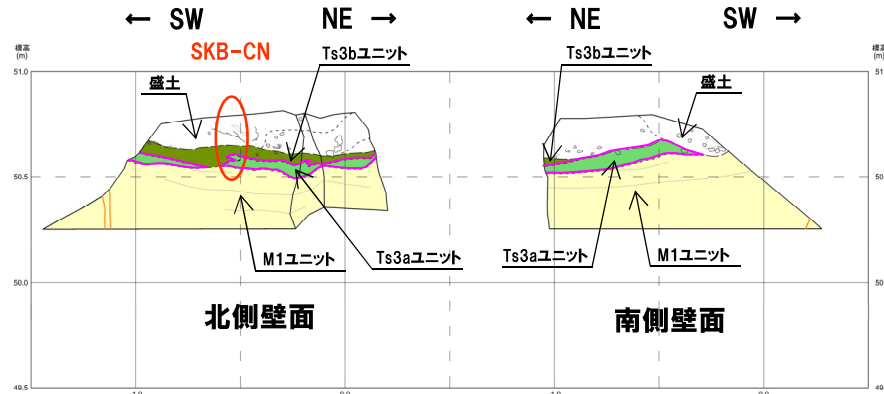 ← SW NE →
← NE SW →
SKB-CN
Ts3bユニット
Ts3bユニット
盛土
盛土
標高
(m)
標高
(m)
51.0
50.5
50.0
49.5
M1ユニット
Ts3aユニット
Ts3aユニット
M1ユニット
北側壁面
南側壁面